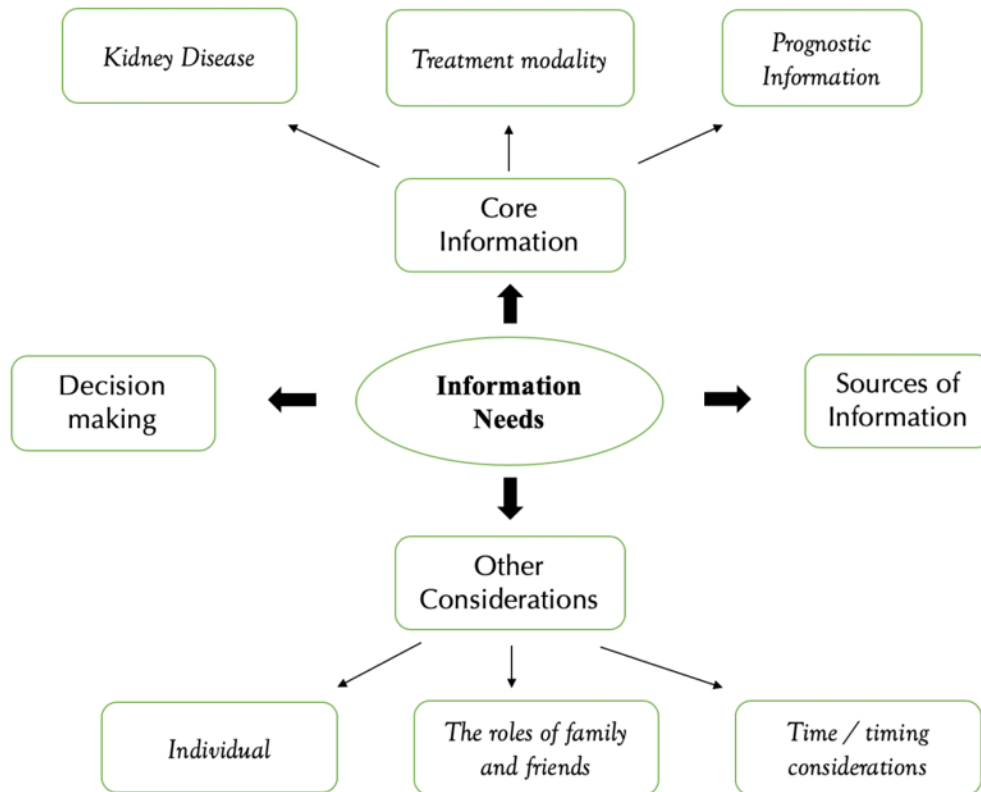 Kidney Disease
Treatment modality
Prognostic
Information
Core
Information
Decision
making
Information
Needs
Sources of
Information
Other
Considerations
Individual
The roles of family
and friends
Time / timing
considerations